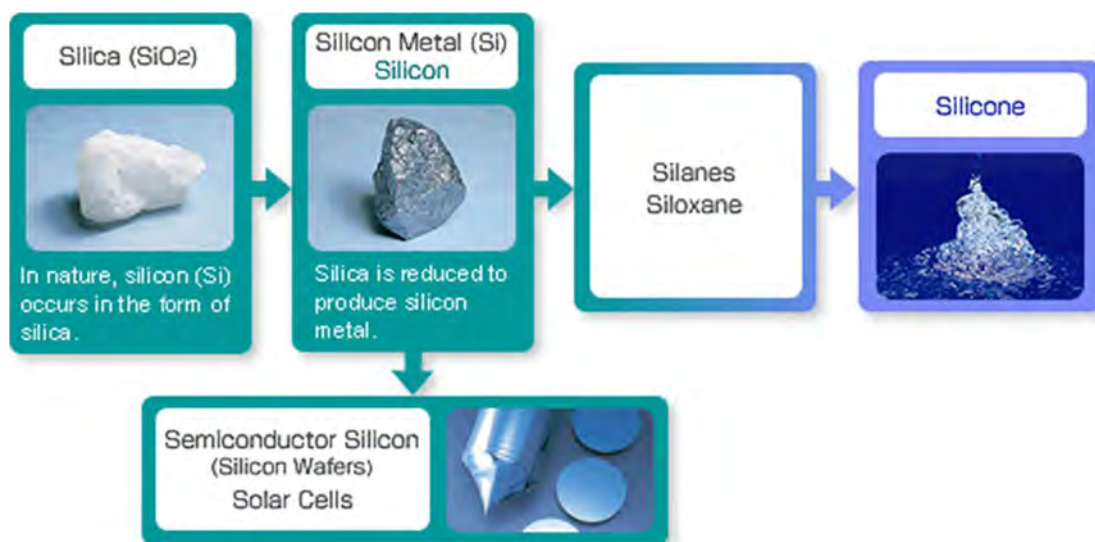 Silica (SiO2)
In nature, silicon (Si)
occurs in the form of
silica.
Silicon Metal (Si)
Silicon
Silica is reduced to
produce silicon
metal.
Silanes
Siloxane
Silicone
Semiconductor Silicon
(Silicon Wafers)
Solar Cells